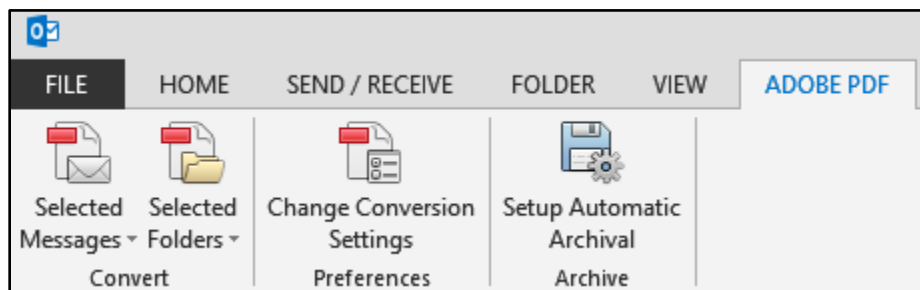 FILE HOME SEND / RECEIVE FOLDER VIEW ADOBE PDF
Selected Selected Change Conversion Setup Automatic
Messages Folders Settings Archival
Convert Preferences Archive